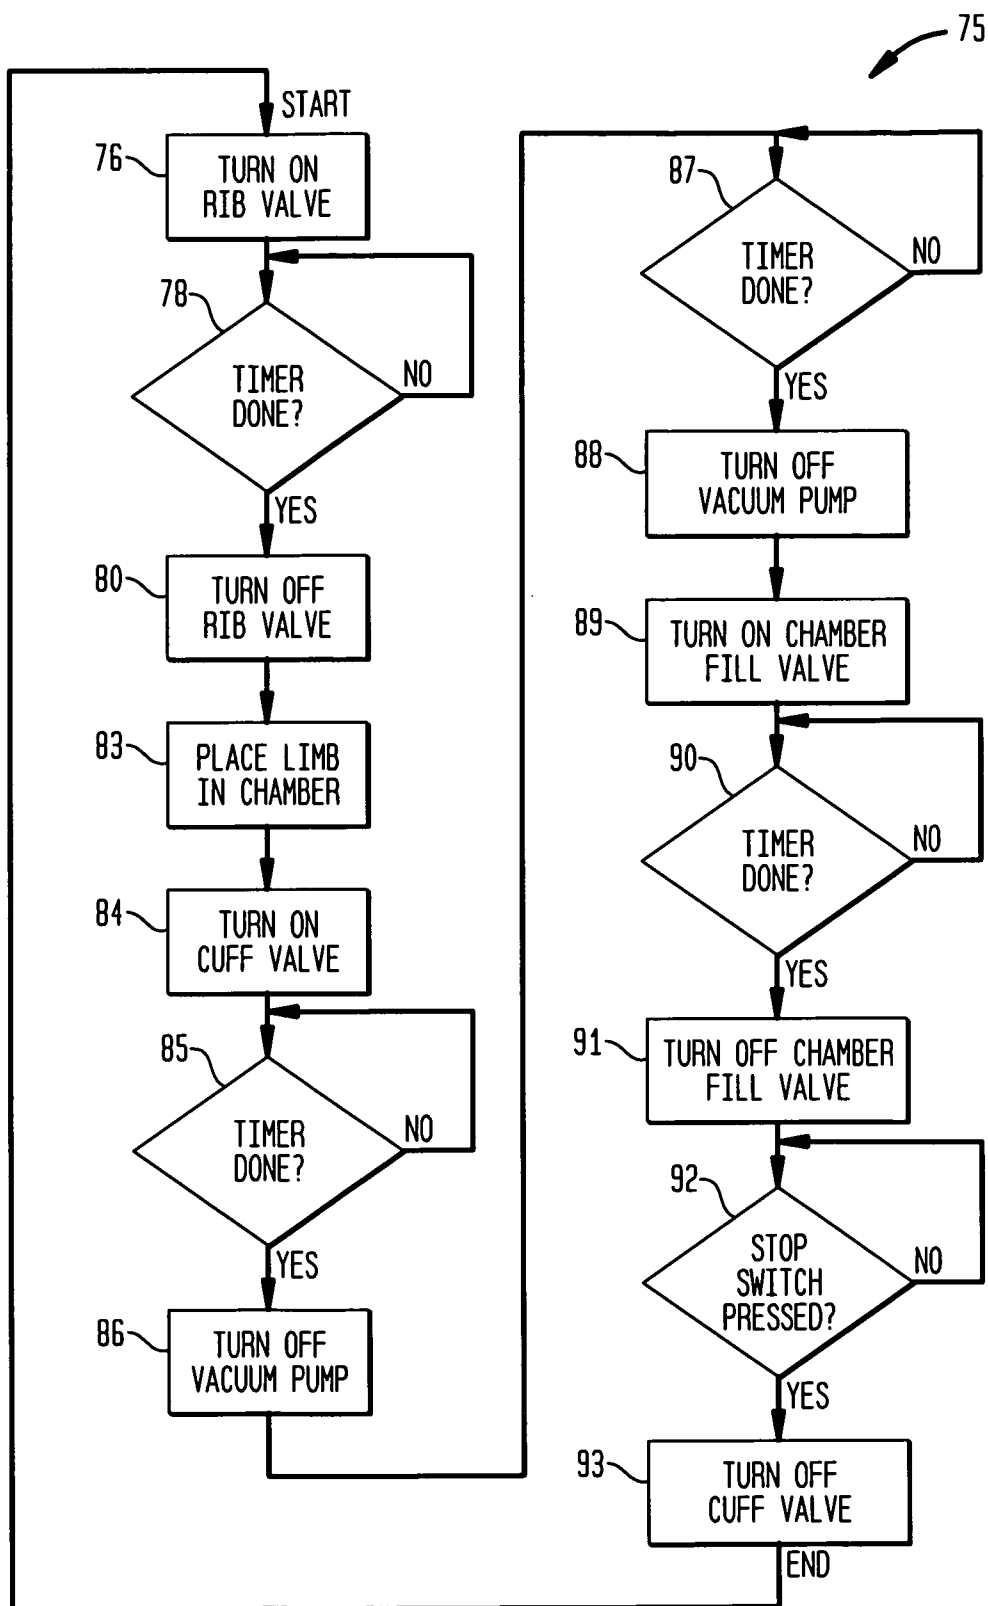 75
START
76
TURN ON
RIB VALVE
78
TIMER
DONE?
NO
YES
80
TURN OFF
RIB VALVE
83
PLACE LIMB
IN CHAMBER
84
TURN ON
CUFF VALVE
85
TIMER
DONE?
NO
YES
86
TURN OFF
VACUUM PUMP
87
TIMER
DONE?
NO
YES
88
TURN OFF
VACUUM PUMP
89
TURN ON CHAMBER
FILL VALVE
90
TIMER
DONE?
NO
YES
91
TURN OFF CHAMBER
FILL VALVE
92
STOP
SWITCH
PRESSED?
NO
YES
93
TURN OFF
CUFF VALVE
END